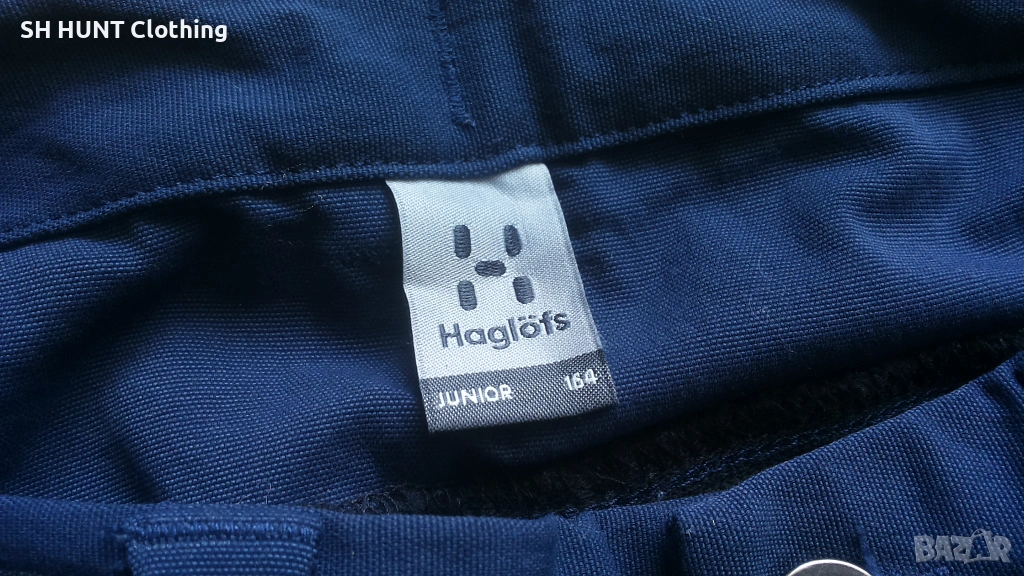 SH HUNT Clothing
Haglöfs
JUNIOR 164
BAZAR